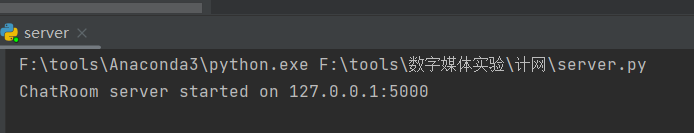 server
F:\tools\Anaconda3\python.exe F:\tools\数字媒体实验\计网\server.py
ChatRoom server started on 127.0.0.1:5000